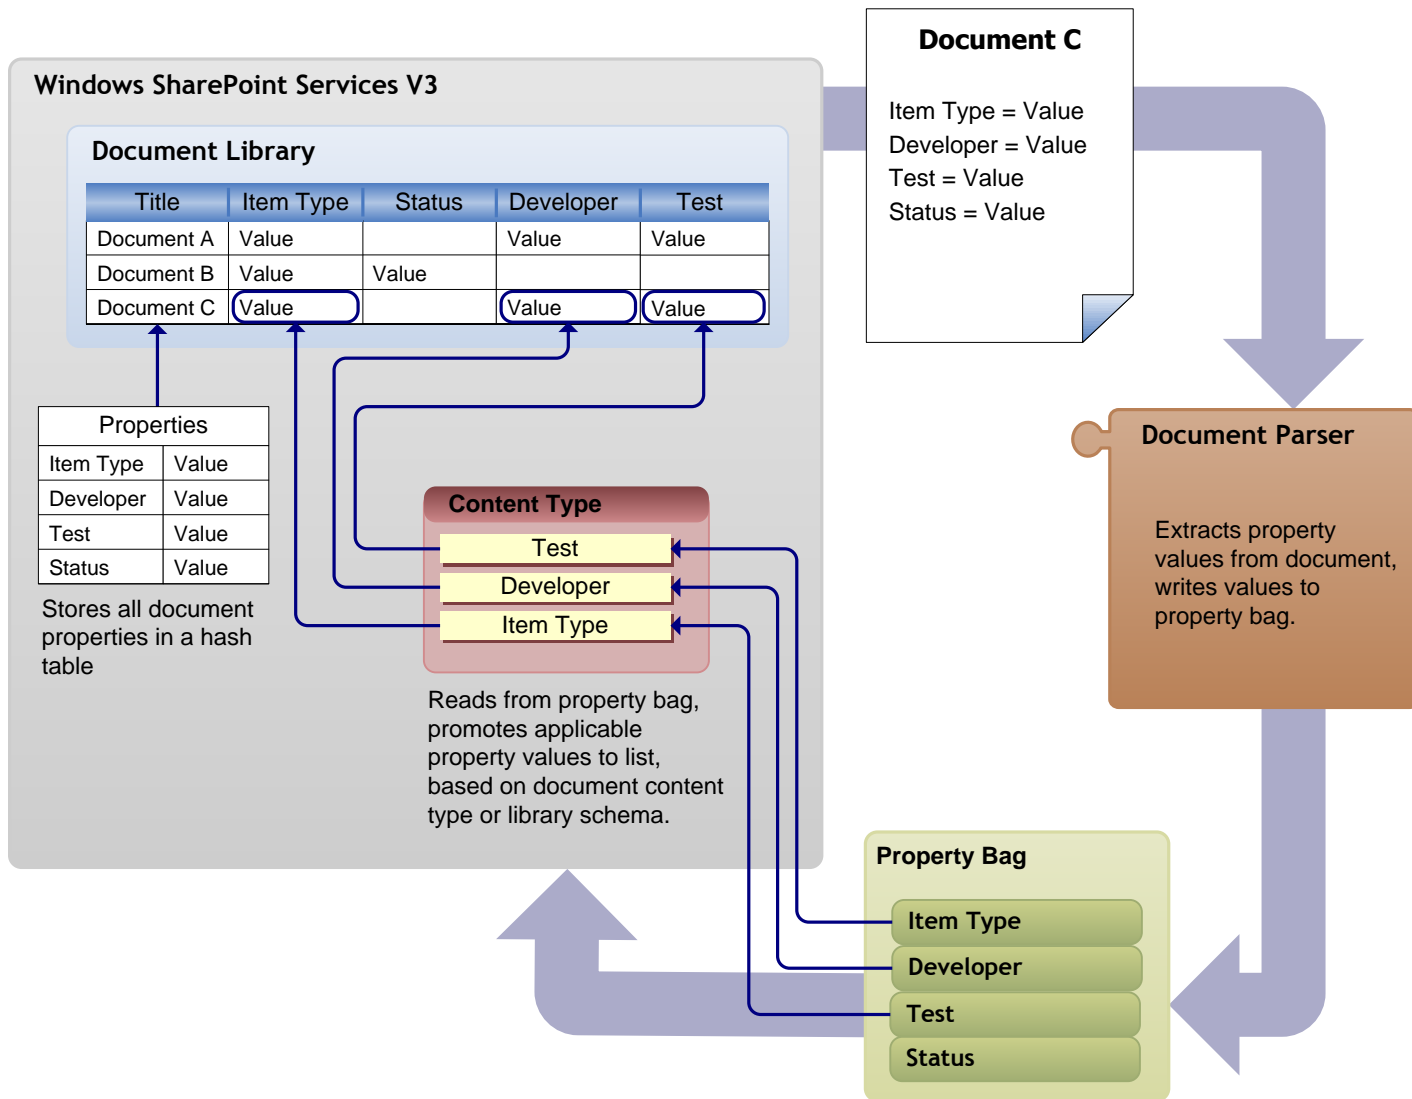 Windows SharePoint Services V3
Document Library
Title Item Type Status Developer Test
Document A Value Value Value
Document B Value Value
Document C Value Value Value
Properties
Item Type Value
Developer Value
Test Value
Status Value
Stores all document
properties in a hash
table
Content Type
Test
Developer
Item Type
Reads from property bag,
promotes applicable
property values to list,
based on document content
type or library schema.
Document C
Item Type = Value
Developer = Value
Test = Value
Status = Value
Document Parser
Extracts property
values from document,
writes values to
property bag.
Property Bag
Item Type
Developer
Test
Status